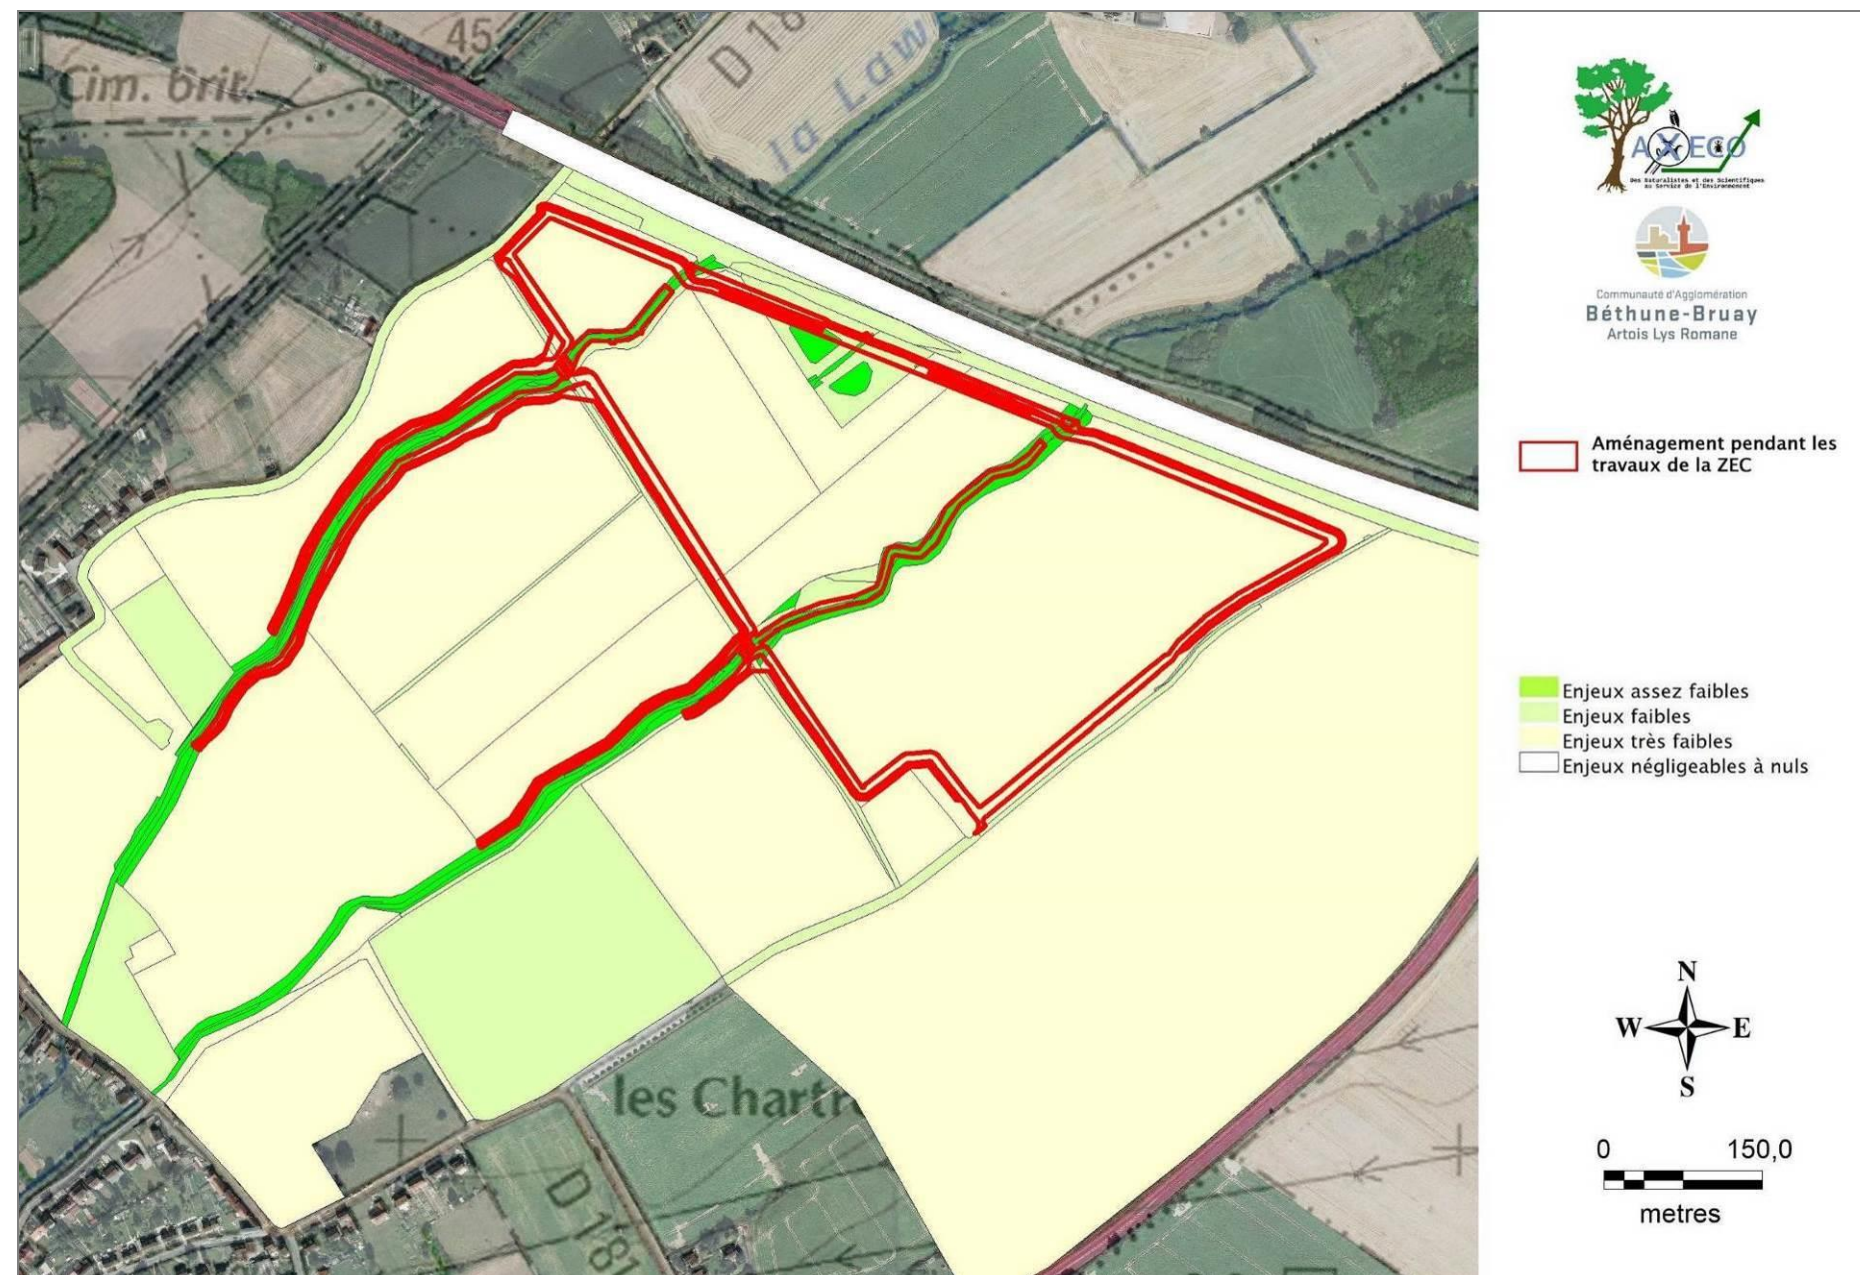 45
Cim. Brit.
D 18
la Law
les Chartr
D 181
AXECO
Des Naturalistes et des Scientifiques
au Service de l'Environnement
Communauté d'Agglomération
Béthune-Bruay
Artois Lys Romane
Aménagement pendant les
travaux de la ZEC
Enjeux assez faibles
Enjeux faibles
Enjeux très faibles
Enjeux négligeables à nuls
N
W E
S
0 150,0
metres